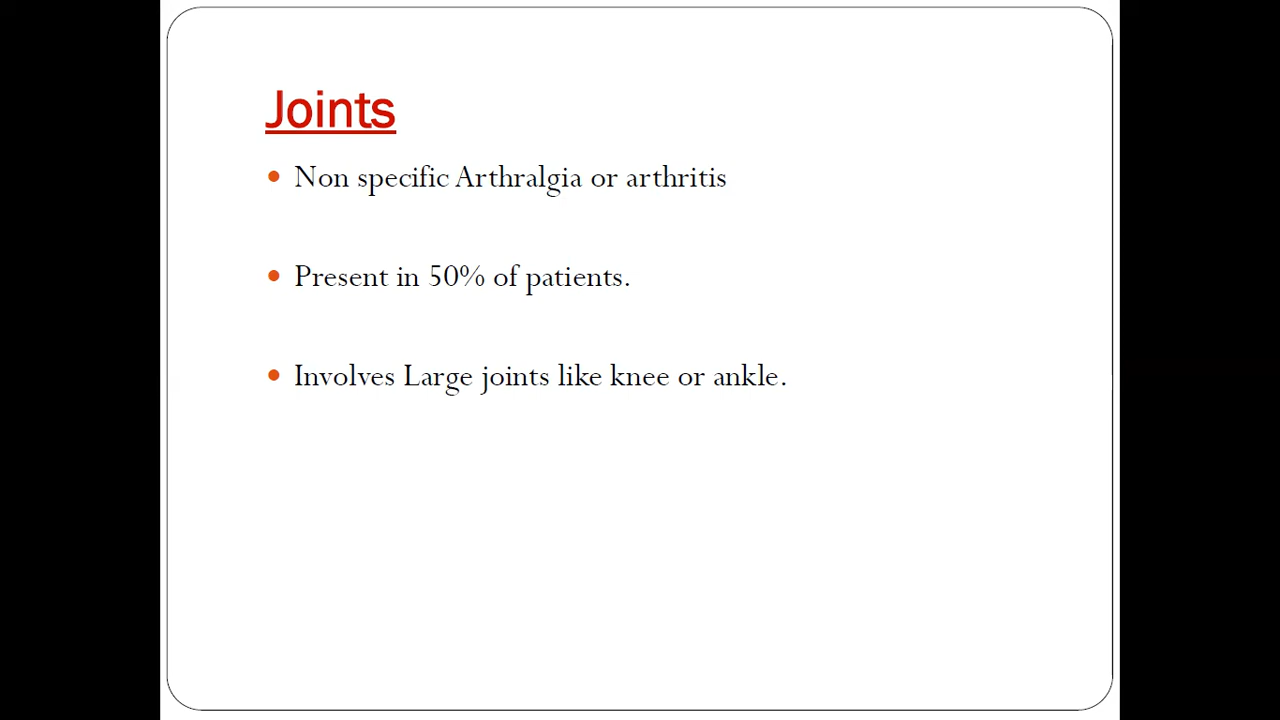 Joints
Non specific Arthralgia or arthritis
Present in 50% of patients.
Involves Large joints like knee or ankle.